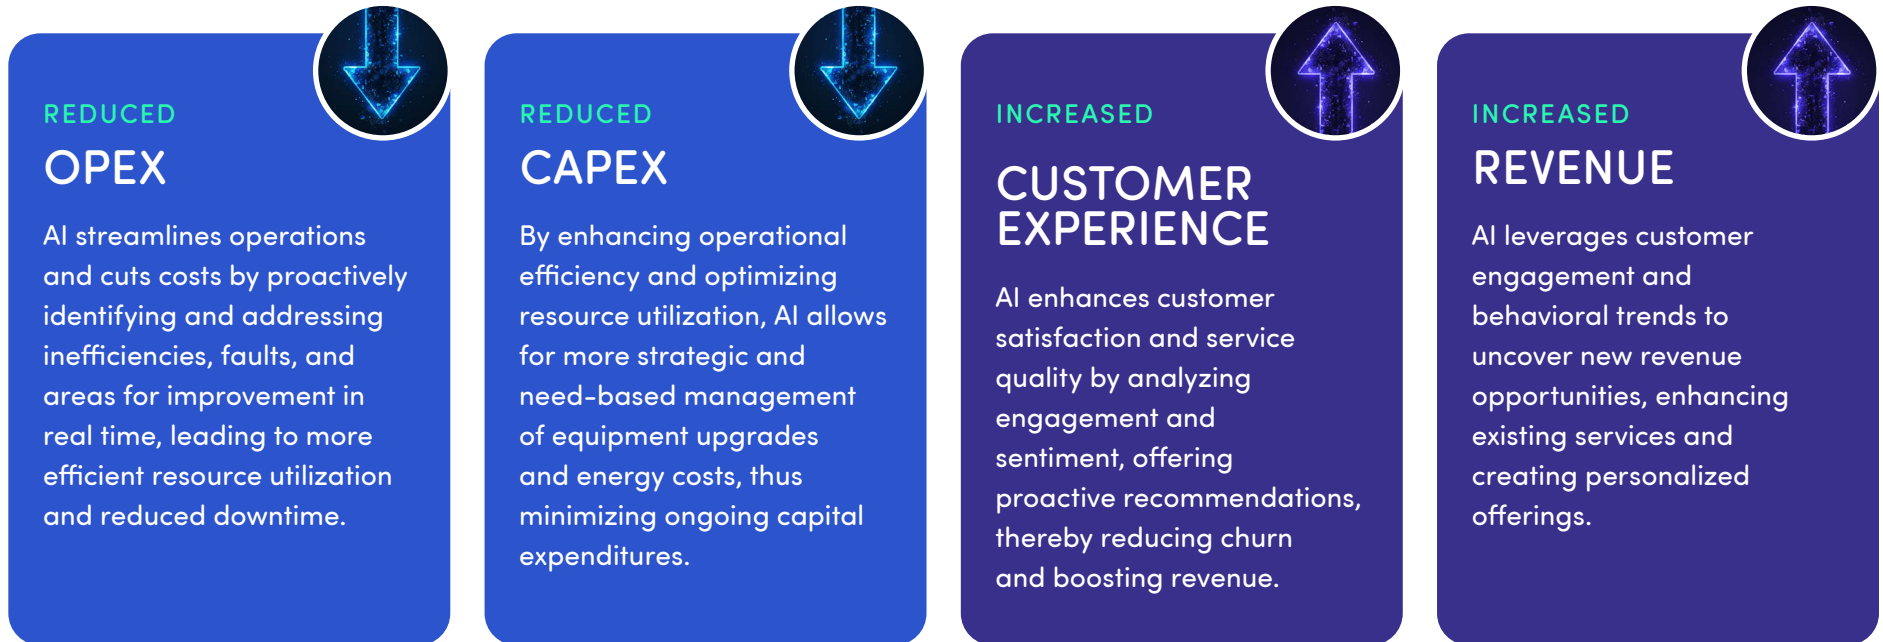 REDUCED
OPEX
AI streamlines operations
and cuts costs by proactively
identifying and addressing
inefficiencies, faults, and
areas for improvement in
real time, leading to more
efficient resource utilization
and reduced downtime.
REDUCED
CAPEX
By enhancing operational
efficiency and optimizing
resource utilization, AI allows
for more strategic and
need-based management
of equipment upgrades
and energy costs, thus
minimizing ongoing capital
expenditures.
INCREASED
CUSTOMER
EXPERIENCE
AI enhances customer
satisfaction and service
quality by analyzing
engagement and
sentiment, offering
proactive recommendations,
thereby reducing churn
and boosting revenue.
INCREASED
REVENUE
AI leverages customer
engagement and
behavioral trends to
uncover new revenue
opportunities, enhancing
existing services and
creating personalized
offerings.